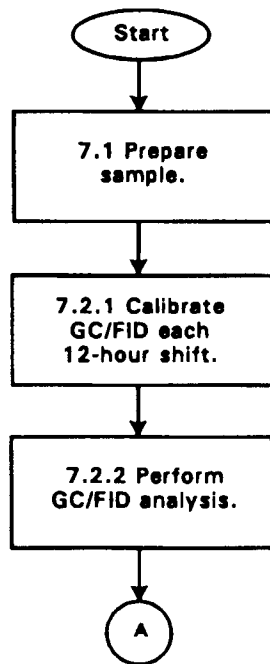 Start
7.1 Prepare
sample.
7.2.1 Calibrate
GC/FID each
12-hour shift.
7.2.2 Perform
GC/FID analysis.
A